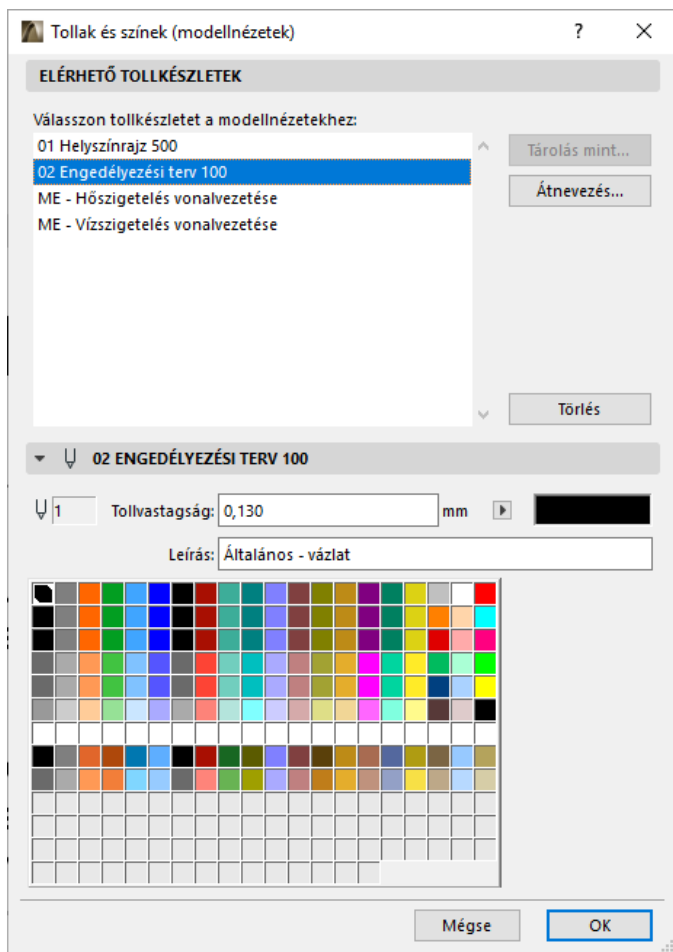 Tollak és színek (modellnézetek) ?
ELÉRHETŐ TOLLKÉSZLETEK
Válasszon tollkészletet a modellnézetekhez:
01 Helyszínrajz 500
02 Engedélyezési terv 100
ME - Hőszigetelés vonalvezetése
ME - Vízszigetelés vonalvezetése
Tárolás mint...
Átnevezés...
Törlés
02 ENGEDÉLYEZÉSI TERV 100
1 Tollvastagság: 0,130 mm
Leírás: Általános - vázlat
Mégse OK